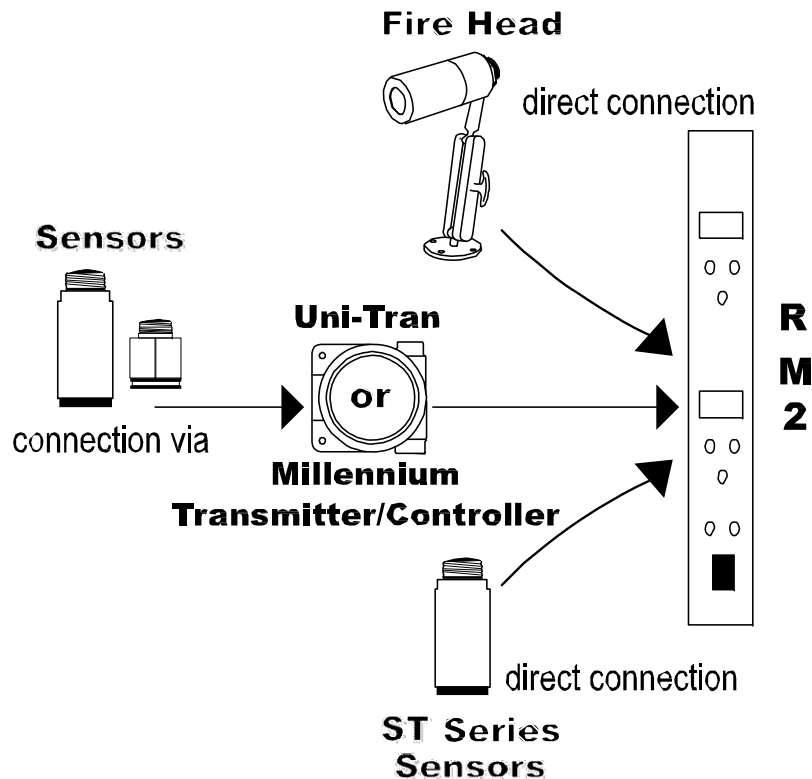 Fire Head
direct connection
Sensors
connection via
Uni-Tran
or
Millennium
Transmitter/Controller
R
M
2
direct connection
ST Series
Sensors